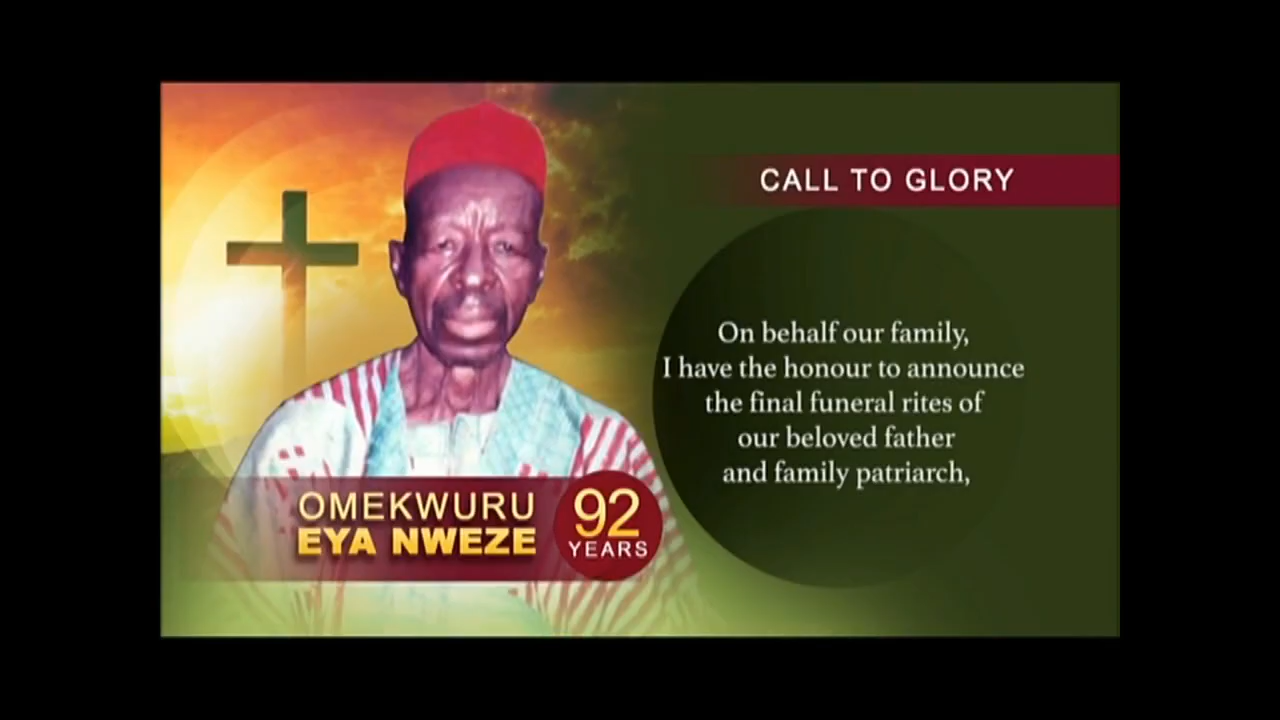 CALL TO GLORY
On behalf our family,
I have the honour to announce
the final funeral rites of
our beloved father
and family patriarch,
OMEKWURU
EYA NWEZE
92
YEARS